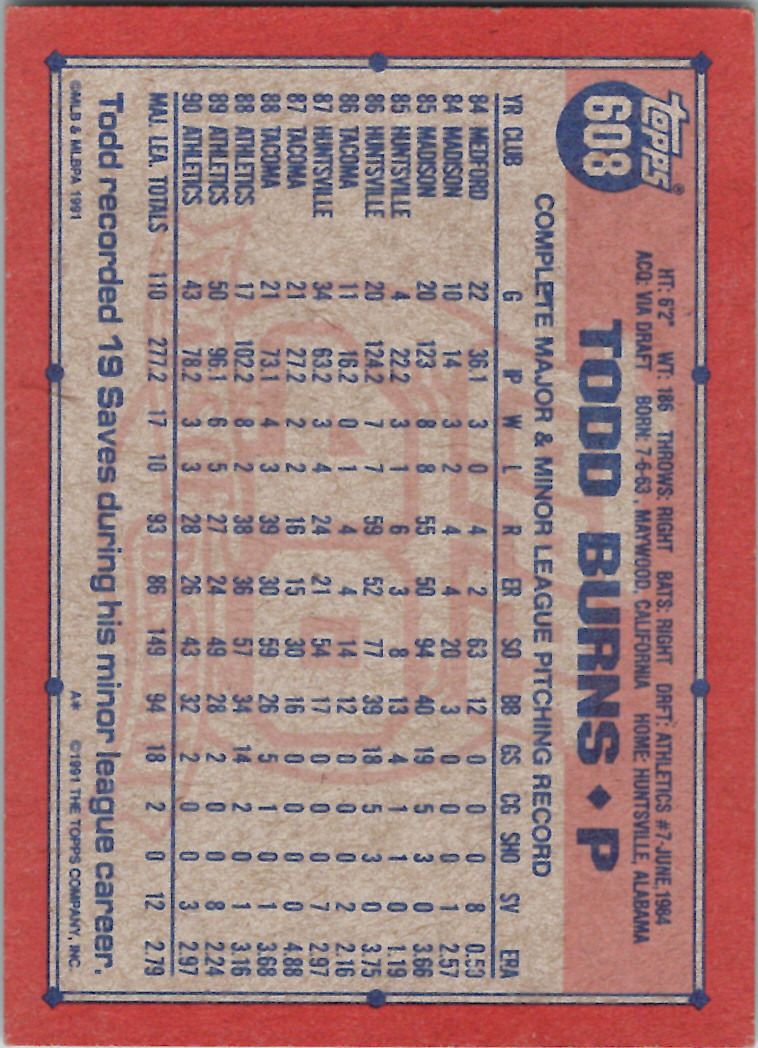 TOPPS®
608
HT: 6'2" WT: 186 THROWS: RIGHT BATS: RIGHT DRFT: ATHLETICS #7-JUNE, 1984
ACQ: VIA DRAFT BORN: 7-6-63, MAYWOOD, CALIFORNIA HOME: HUNTSVILLE, ALABAMA
TODD BURNS ◆ P
COMPLETE MAJOR & MINOR LEAGUE PITCHING RECORD
YR CLUB G IP W L R ER SO BB GS CG SHO SV ERA
84 MEDFORD 22 36.1 3 0 4 2 63 12 0 0 0 8 0.50
84 MADISON 10 14 3 2 4 4 20 3 0 0 0 1 2.57
85 MADISON 20 123 8 8 55 50 94 40 19 5 3 0 3.66
85 HUNTSVILLE 4 22.2 3 1 6 3 8 13 4 1 1 0 1.19
86 HUNTSVILLE 20 124.2 7 7 59 52 77 39 18 5 3 0 3.75
86 TACOMA 11 16.2 0 1 4 4 14 12 0 0 0 2 2.16
87 HUNTSVILLE 34 63.2 3 4 24 21 54 17 0 0 0 7 2.97
87 TACOMA 21 27.2 2 2 16 15 30 16 0 0 0 0 4.88
88 TACOMA 21 73.1 4 3 39 30 59 26 5 1 0 1 3.68
88 ATHLETICS 17 102.2 8 2 38 36 57 34 14 2 0 1 3.16
89 ATHLETICS 50 96.1 6 5 27 24 49 28 2 0 0 8 2.24
90 ATHLETICS 43 78.2 3 3 28 26 43 32 2 0 0 3 2.97
MAJ. LEA. TOTALS 110 277.2 17 10 93 86 149 94 18 2 0 12 2.79
Todd recorded 19 Saves during his minor league career.
©MLB & MLBPA 1991 A* ©1991 THE TOPPS COMPANY, INC.